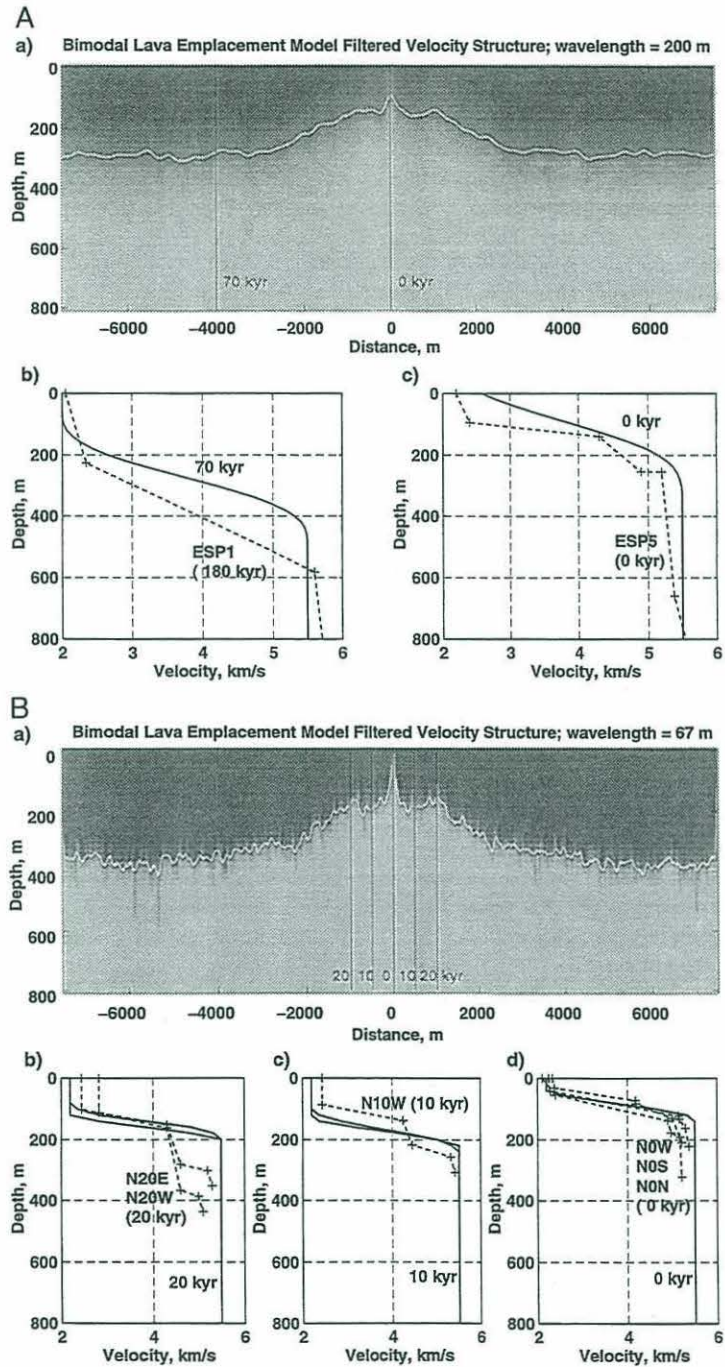 A
a) Bimodal Lava Emplacement Model Filtered Velocity Structure; wavelength = 200 m
0
200
400
600
800
Depth, m
70 kyr
0 kyr
−6000 −4000 −2000 0 2000 4000 6000
Distance, m
b)
0
200
400
600
800
Depth, m
70 kyr
ESP1
( 180 kyr)
2 3 4 5 6
Velocity, km/s
c)
0
200
400
600
800
Depth, m
0 kyr
ESP5
(0 kyr)
2 3 4 5 6
Velocity, km/s
B
a) Bimodal Lava Emplacement Model Filtered Velocity Structure; wavelength = 67 m
0
200
400
600
800
Depth, m
20 10 0 10 20 kyr
−6000 −4000 −2000 0 2000 4000 6000
Distance, m
b)
0
200
400
600
800
Depth, m
N20E
N20W
(20 kyr)
20 kyr
2 4 6
Velocity, km/s
c)
0
200
400
600
800
Depth, m
N10W (10 kyr)
10 kyr
2 4 6
Velocity, km/s
d)
0
200
400
600
800
Depth, m
N0W
N0S
N0N
( 0 kyr)
0 kyr
2 4 6
Velocity, km/s